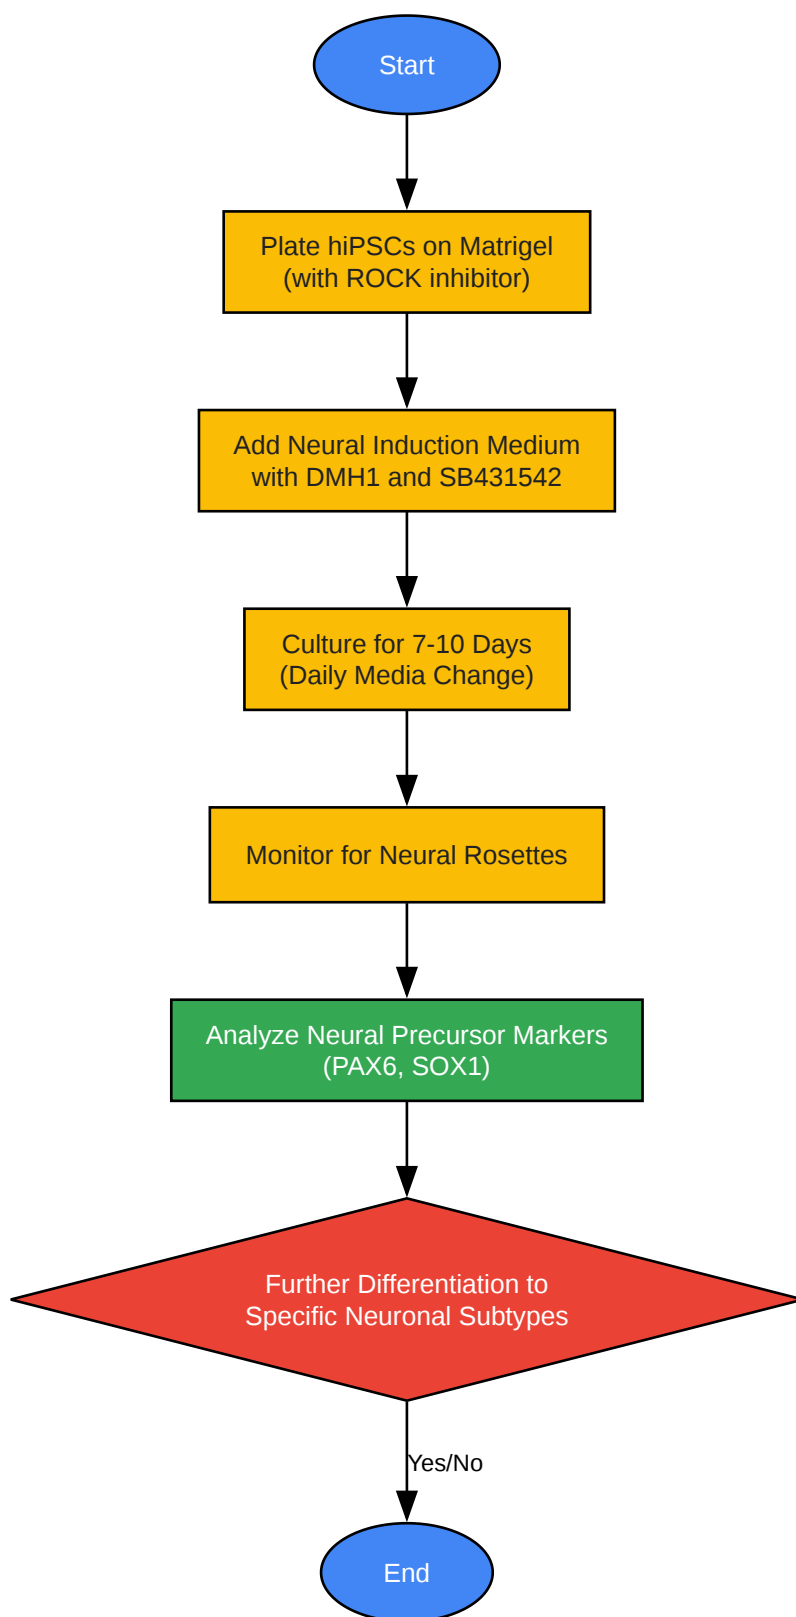 Start
Plate hiPSCs on Matrigel
(with ROCK inhibitor)
Add Neural Induction Medium
with DMH1 and SB431542
Culture for 7-10 Days
(Daily Media Change)
Monitor for Neural Rosettes
Analyze Neural Precursor Markers
(PAX6, SOX1)
Further Differentiation to
Specific Neuronal Subtypes
Yes/No
End